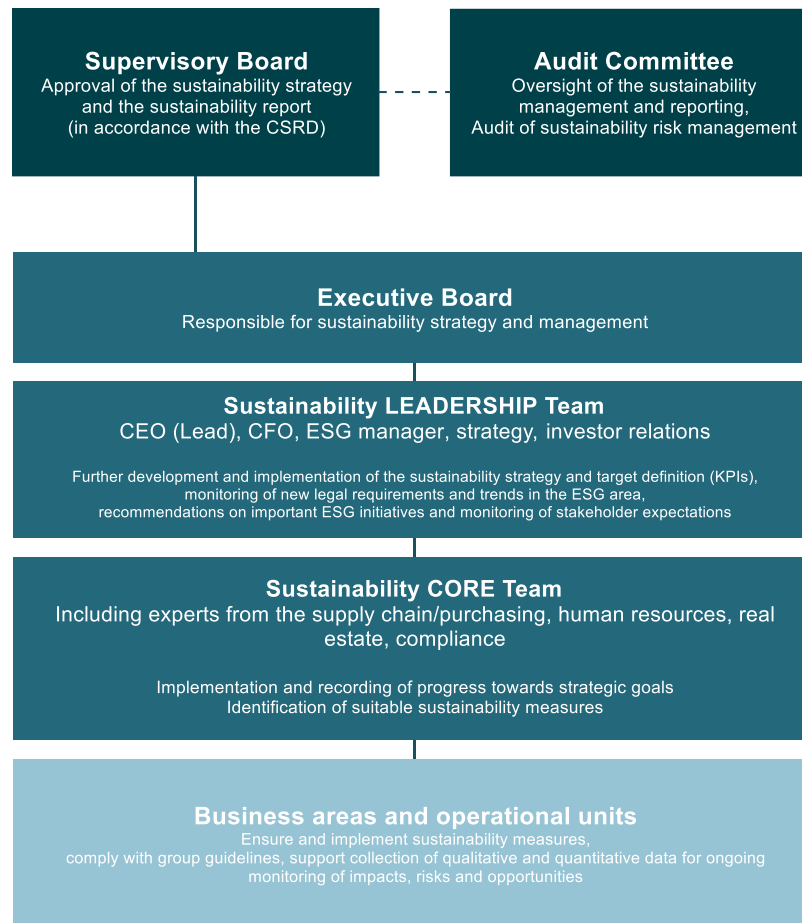 Supervisory Board
Approval of the sustainability strategy
and the sustainability report
(in accordance with the CSRD)
Audit Committee
Oversight of the sustainability
management and reporting,
Audit of sustainability risk management
Executive Board
Responsible for sustainability strategy and management
Sustainability LEADERSHIP Team
CEO (Lead), CFO, ESG manager, strategy, investor relations
Further development and implementation of the sustainability strategy and target definition (KPIs),
monitoring of new legal requirements and trends in the ESG area,
recommendations on important ESG initiatives and monitoring of stakeholder expectations
Sustainability CORE Team
Including experts from the supply chain/purchasing, human resources, real
estate, compliance
Implementation and recording of progress towards strategic goals
Identification of suitable sustainability measures
Business areas and operational units
Ensure and implement sustainability measures,
comply with group guidelines, support collection of qualitative and quantitative data for ongoing
monitoring of impacts, risks and opportunities